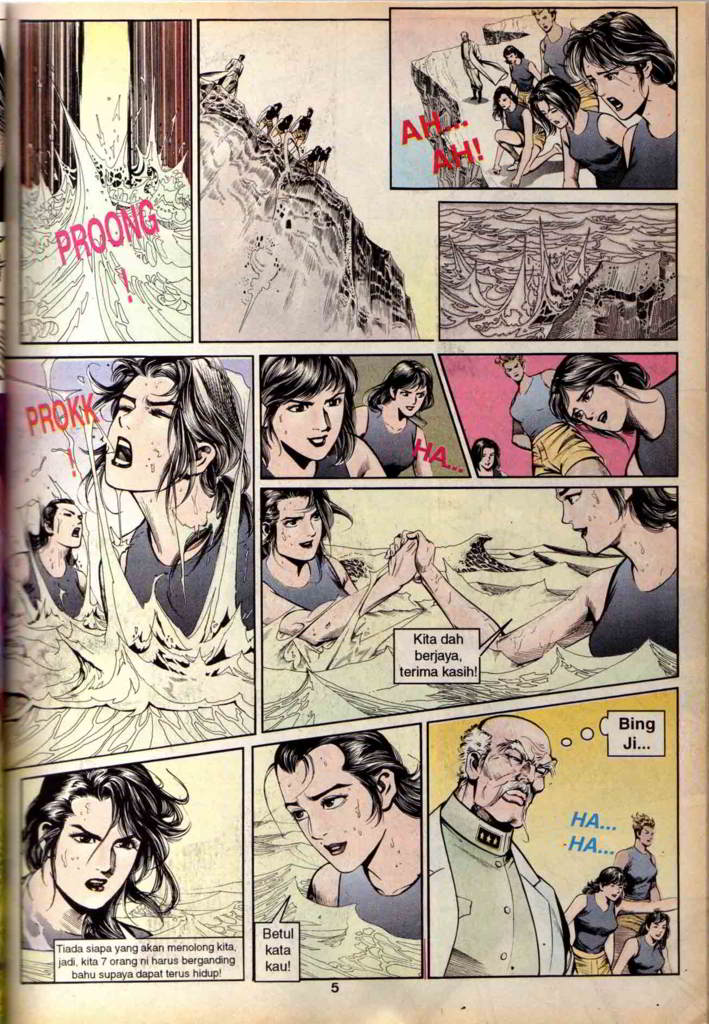 PROONG
!
AH...
AH!
PROKK
!
HA...
Kita dah
berjaya,
terima kasih!
Tiada siapa yang akan menolong kita,
jadi, kita 7 orang ni harus berganding
bahu supaya dapat terus hidup!
Betul
kata
kau!
Bing
Ji...
HA...
HA...
5